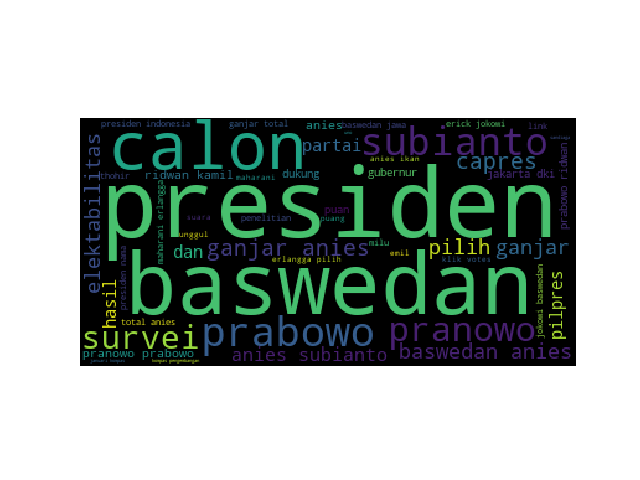 presiden indonesia
ganjar total
anies
baswedan jawa
erick jokowi
link
calon
partai
subianto
anies ikan
capres
elektabilitas
thohir
ridwan kamil
maharani
dukung
gubernur
jakarta dki
prabowo ridwan
presiden
maharani erlangga
suara
penelitian
puan
puang
unggul
dan
ganjar anies
milu
pilih
ganjar
presiden nama
erlangga pilih
emil
klik votes
baswedan
hasil
jokowi baswedan
pilpres
total anies
survei
prabowo
pranowo
pranowo prabowo
anies subianto
baswedan anies